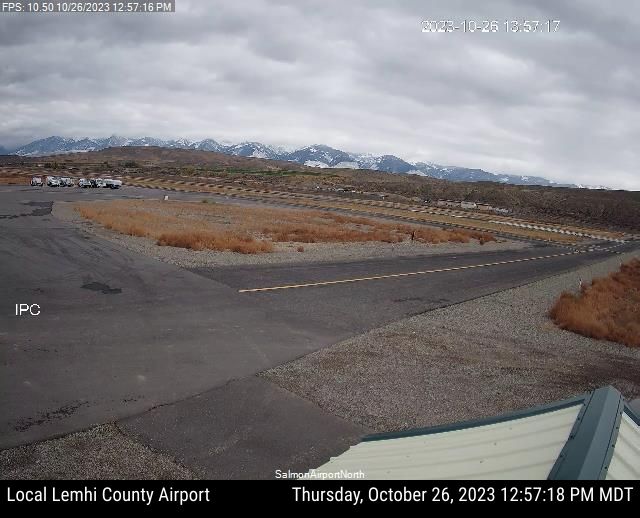 FPS: 10.50 10/26/2023 12:57:16 PM
2023-10-26 13:57:17
IPC
SalmonAirportNorth
Local Lemhi County Airport
Thursday, October 26, 2023 12:57:18 PM MDT